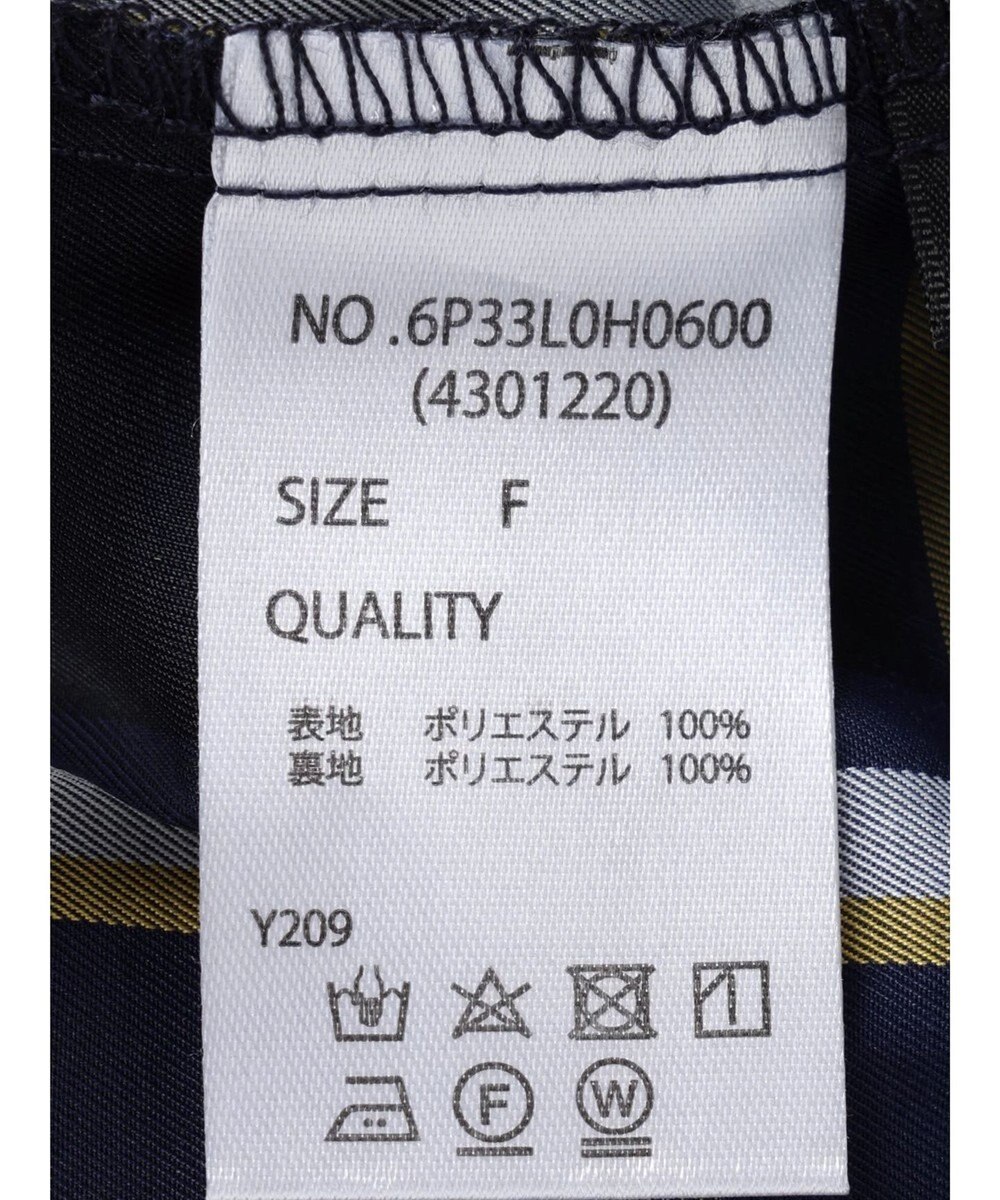 NO.6P33L0H0600
(4301220)
SIZE F
QUALITY
表地 ポリエステル 100%
裏地 ポリエステル 100%
Y209
F W